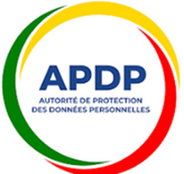 APDP
AUTORITÉ DE PROTECTION
DES DONNÉES PERSONNELLES